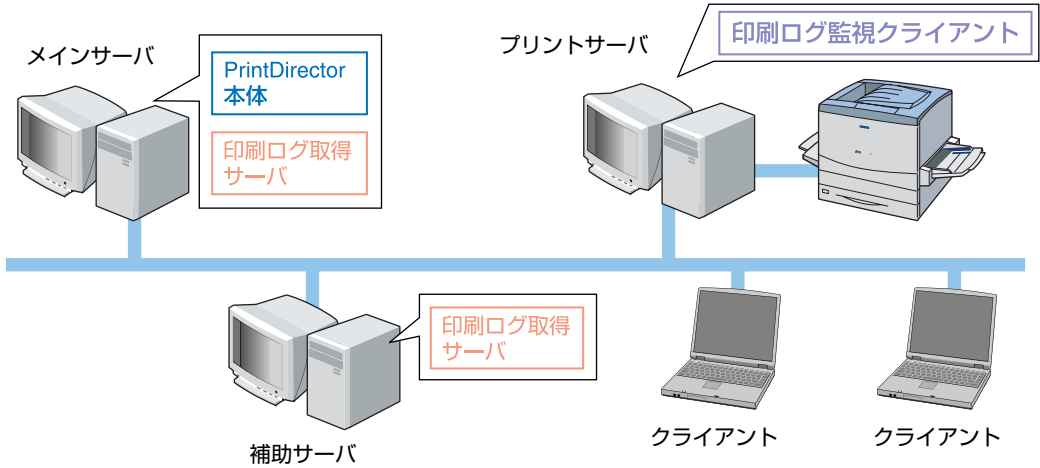 メインサーバ
PrintDirector
本体
印刷ログ取得
サーバ
プリントサーバ
印刷ログ監視クライアント
補助サーバ
印刷ログ取得
サーバ
クライアント
クライアント